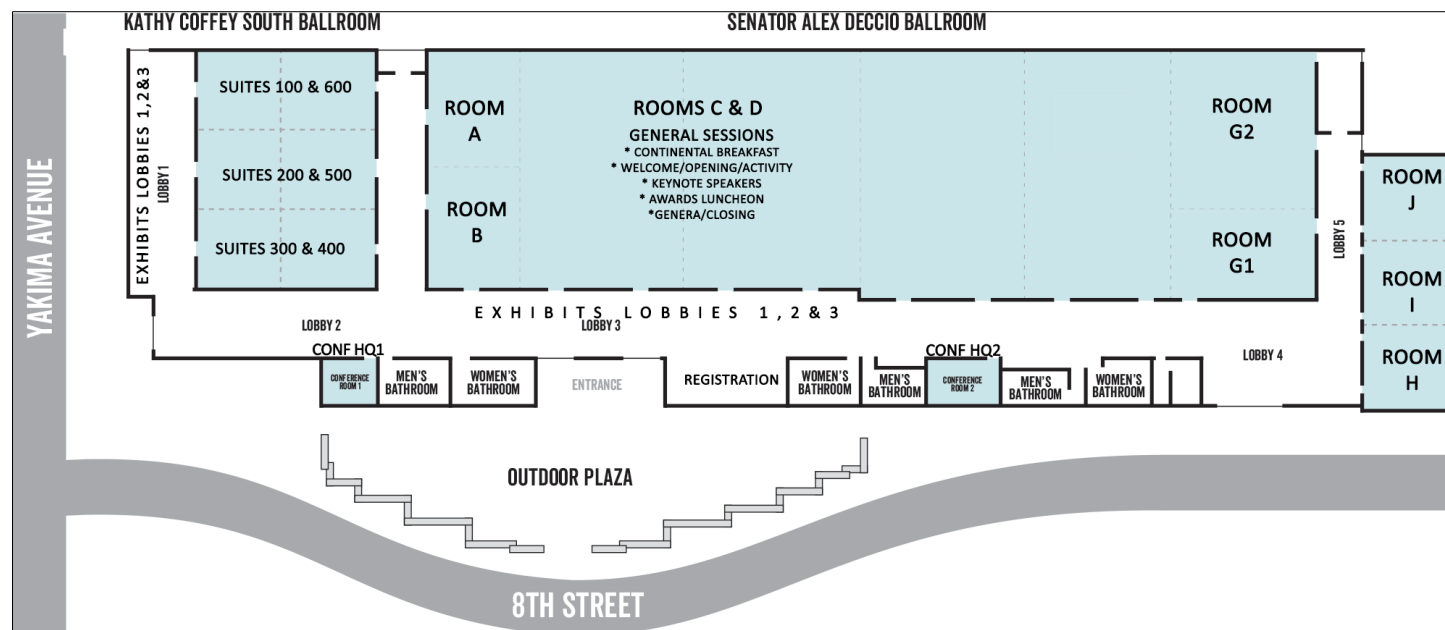 KATHY COFFEY SOUTH BALLROOM
SENATOR ALEX DECCIO BALLROOM
YAKIMA AVENUE
EXHIBITS LOBBIES 1,2&3
LOBBY 1
SUITES 100 & 600
SUITES 200 & 500
SUITES 300 & 400
ROOM
A
ROOM
B
ROOMS C & D
GENERAL SESSIONS
* CONTINENTAL BREAKFAST
* WELCOME/OPENING/ACTIVITY
* KEYNOTE SPEAKERS
* AWARDS LUNCHEON
*GENERA/CLOSING
ROOM
G2
ROOM
G1
LOBBY 5
ROOM
J
ROOM
I
ROOM
H
EXHIBITS LOBBIES 1,2&3
LOBBY 2
LOBBY 3
LOBBY 4
CONF HQ1
CONFERENCE
ROOM 1
MEN'S
BATHROOM
WOMEN'S
BATHROOM
ENTRANCE
REGISTRATION
WOMEN'S
BATHROOM
MEN'S
BATHROOM
CONF HQ2
CONFERENCE
ROOM 2
MEN'S
BATHROOM
WOMEN'S
BATHROOM
OUTDOOR PLAZA
8TH STREET